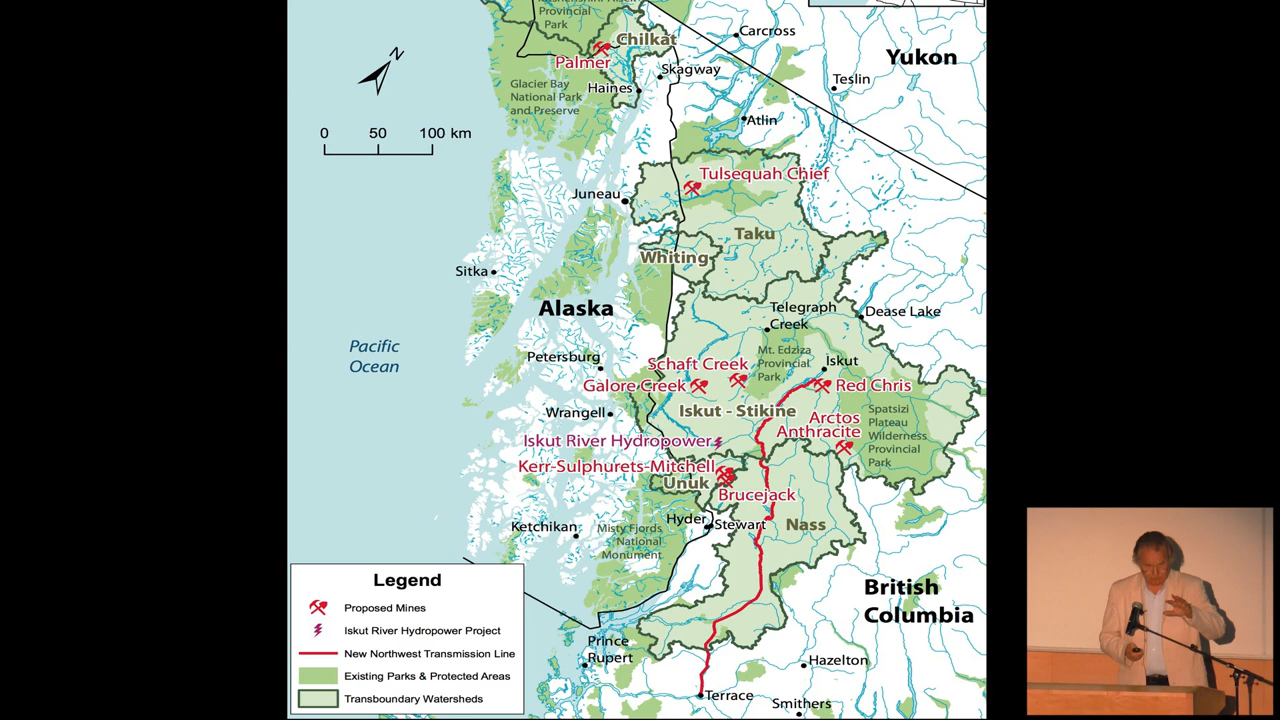 Tatshenshini-Alsek
Provincial
Park
Chilkat
Palmer
Skagway
Carcross
Yukon
Teslin
Glacier Bay
National Park
and Preserve
Haines
Atlin
N
0 50 100 km
Tulsequah Chief
Juneau
Taku
Whiting
Sitka
Alaska
Telegraph
Creek
Dease Lake
Pacific
Ocean
Petersburg
Mt. Edziza
Provincial
Park
Iskut
Schaft Creek
Galore Creek
Red Chris
Wrangell
Iskut - Stikine
Arctos
Anthracite
Spatsizi
Plateau
Wilderness
Provincial
Park
Iskut River Hydropower
Kerr-Sulphurets-Mitchell
Unuk
Brucejack
Ketchikan
Misty Fjords
National
Monument
Hyder
Stewart
Nass
British
Columbia
Prince
Rupert
Hazelton
Terrace
Smithers
Legend
Proposed Mines
Iskut River Hydropower Project
New Northwest Transmission Line
Existing Parks & Protected Areas
Transboundary Watersheds